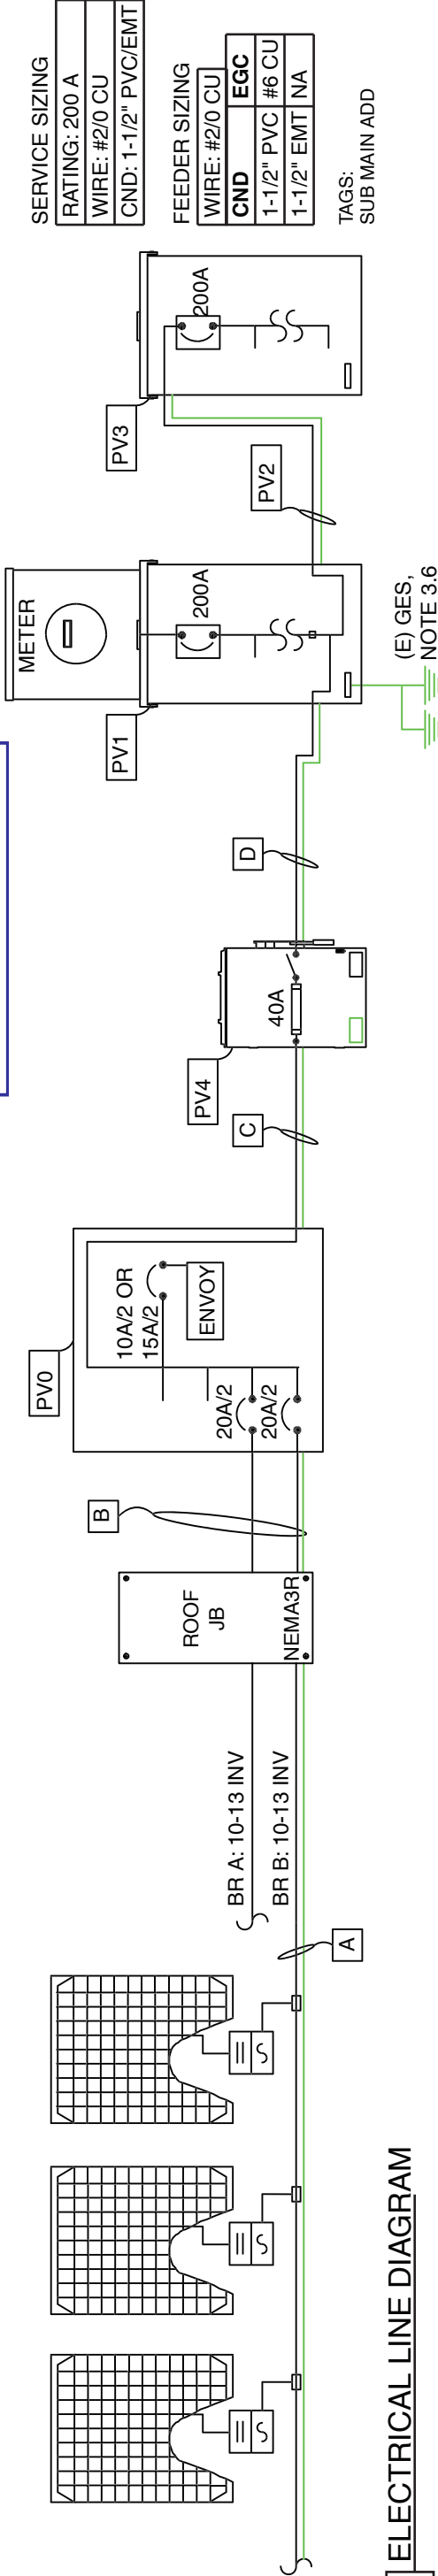 ELECTRICAL LINE DIAGRAM
A
BR A: 10-13 INV
BR B: 10-13 INV
ROOF
JB
NEMA3R
B
PV0
20A/2
20A/2
10A/2 OR
15A/2
ENVOY
C
PV4
40A
D
PV1
METER
200A
(E) GES,
NOTE 3.6
PV2
PV3
200A
SERVICE SIZING
RATING: 200 A
WIRE: #2/0 CU
CND: 1-1/2" PVC/EMT
FEEDER SIZING
WIRE: #2/0 CU
CND EGC
1-1/2" PVC #6 CU
1-1/2" EMT NA
TAGS:
SUB MAIN ADD